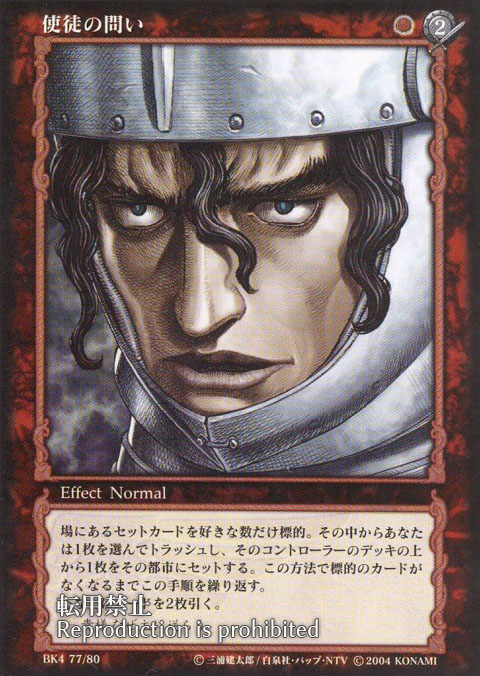 使徒の問い
2
Effect Normal
場にあるセットカードを好きな数だけ標的。その中からあなた
は1枚を選んでトラッシュし、そのコントローラーのデッキの上
から1枚をその都市にセットする。この方法で標的のカードが
なくなるまでこの手順を繰り返す。
を2枚引く。
転用禁止
Reproduction is prohibited
BK4 77/80
© 三浦建太郎/白泉社・バップ・NTV © 2004 KONAMI